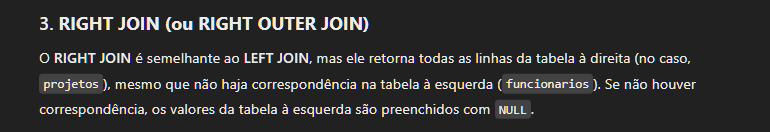 3. RIGHT JOIN (ou RIGHT OUTER JOIN)
O RIGHT JOIN é semelhante ao LEFT JOIN, mas ele retorna todas as linhas da tabela à direita (no caso,
projetos), mesmo que não haja correspondência na tabela à esquerda (funcionarios). Se não houver
correspondência, os valores da tabela à esquerda são preenchidos com NULL.